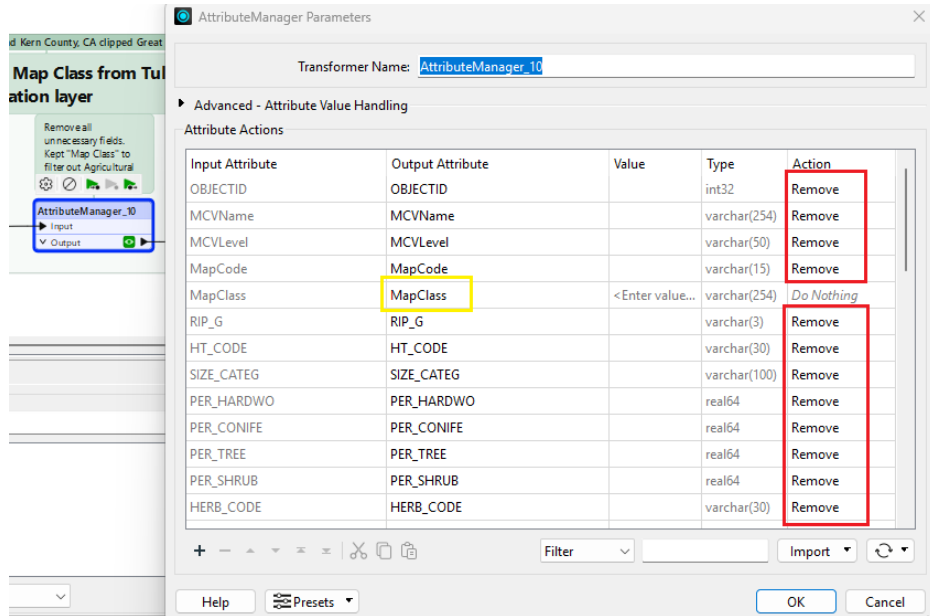 AttributeManager Parameters
d Kern County, CA clipped Great
Map Class from Tul
ation layer
Remove all
unnecessary fields.
Kept "Map Class" to
filter out Agricultural
AttributeManager_10
Input
Output
Transformer Name: AttributeManager_10
Advanced - Attribute Value Handling
Attribute Actions
Input Attribute Output Attribute Value Type Action
OBJECTID OBJECTID int32 Remove
MCVName MCVName varchar(254) Remove
MCVLevel MCVLevel varchar(50) Remove
MapCode MapCode varchar(15) Remove
MapClass MapClass <Enter value... varchar(254) Do Nothing
RIP_G RIP_G varchar(3) Remove
HT_CODE HT_CODE varchar(30) Remove
SIZE_CATEG SIZE_CATEG varchar(100) Remove
PER_HARDWO PER_HARDWO real64 Remove
PER_CONIFE PER_CONIFE real64 Remove
PER_TREE PER_TREE real64 Remove
PER_SHRUB PER_SHRUB real64 Remove
HERB_CODE HERB_CODE varchar(30) Remove
Filter Import
Help Presets OK Cancel